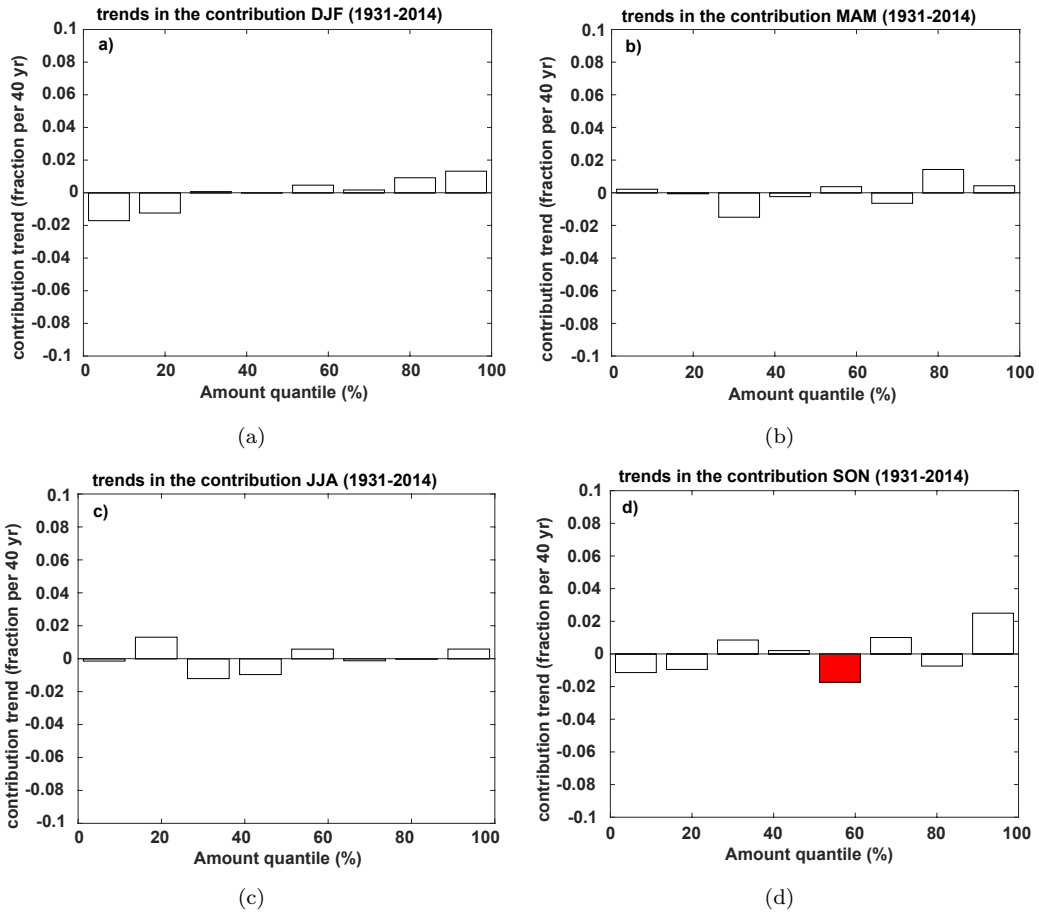 trends in the contribution DJF (1931-2014)
a)
contribution trend (fraction per 40 yr)
0.1
0.08
0.06
0.04
0.02
0
-0.02
-0.04
-0.06
-0.08
-0.1
0 20 40 60 80 100
Amount quantile (%)
(a)
trends in the contribution MAM (1931-2014)
b)
contribution trend (fraction per 40 yr)
0.1
0.08
0.06
0.04
0.02
0
-0.02
-0.04
-0.06
-0.08
-0.1
0 20 40 60 80 100
Amount quantile (%)
(b)
trends in the contribution JJA (1931-2014)
c)
contribution trend (fraction per 40 yr)
0.1
0.08
0.06
0.04
0.02
0
-0.02
-0.04
-0.06
-0.08
-0.1
0 20 40 60 80 100
Amount quantile (%)
(c)
trends in the contribution SON (1931-2014)
d)
contribution trend (fraction per 40 yr)
0.1
0.08
0.06
0.04
0.02
0
-0.02
-0.04
-0.06
-0.08
-0.1
0 20 40 60 80 100
Amount quantile (%)
(d)